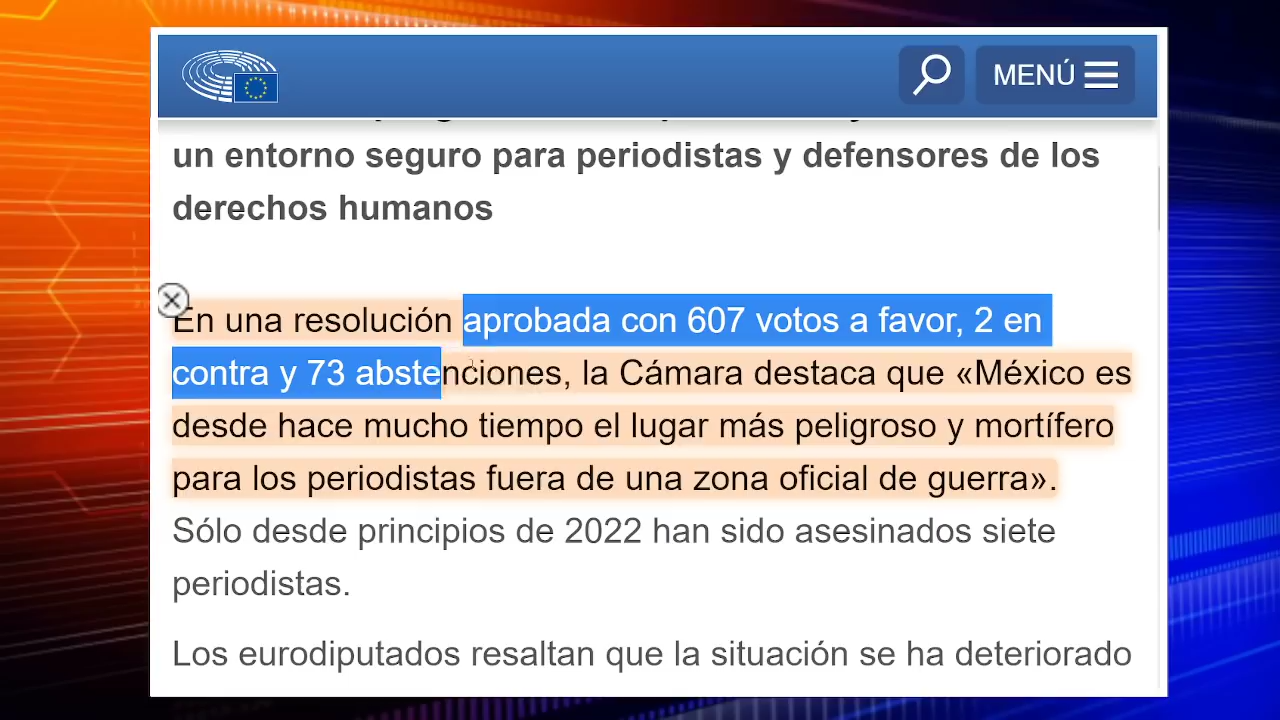 MENÚ
un entorno seguro para periodistas y defensores de los
derechos humanos
En una resolución aprobada con 607 votos a favor, 2 en
contra y 73 abstenciones, la Cámara destaca que «México es
desde hace mucho tiempo el lugar más peligroso y mortífero
para los periodistas fuera de una zona oficial de guerra».
Sólo desde principios de 2022 han sido asesinados siete
periodistas.
Los eurodiputados resaltan que la situación se ha deteriorado